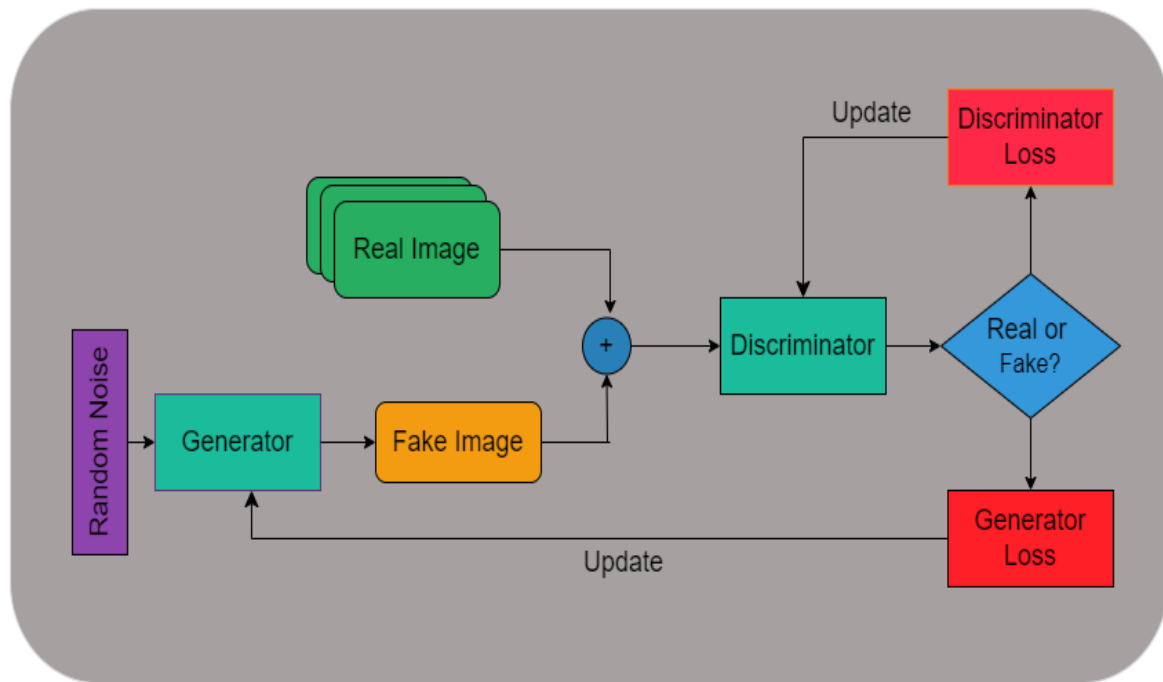 Update
Discriminator
Loss
Real Image
+
Discriminator
Real or
Fake?
Random Noise
Generator
Fake Image
Generator
Loss
Update